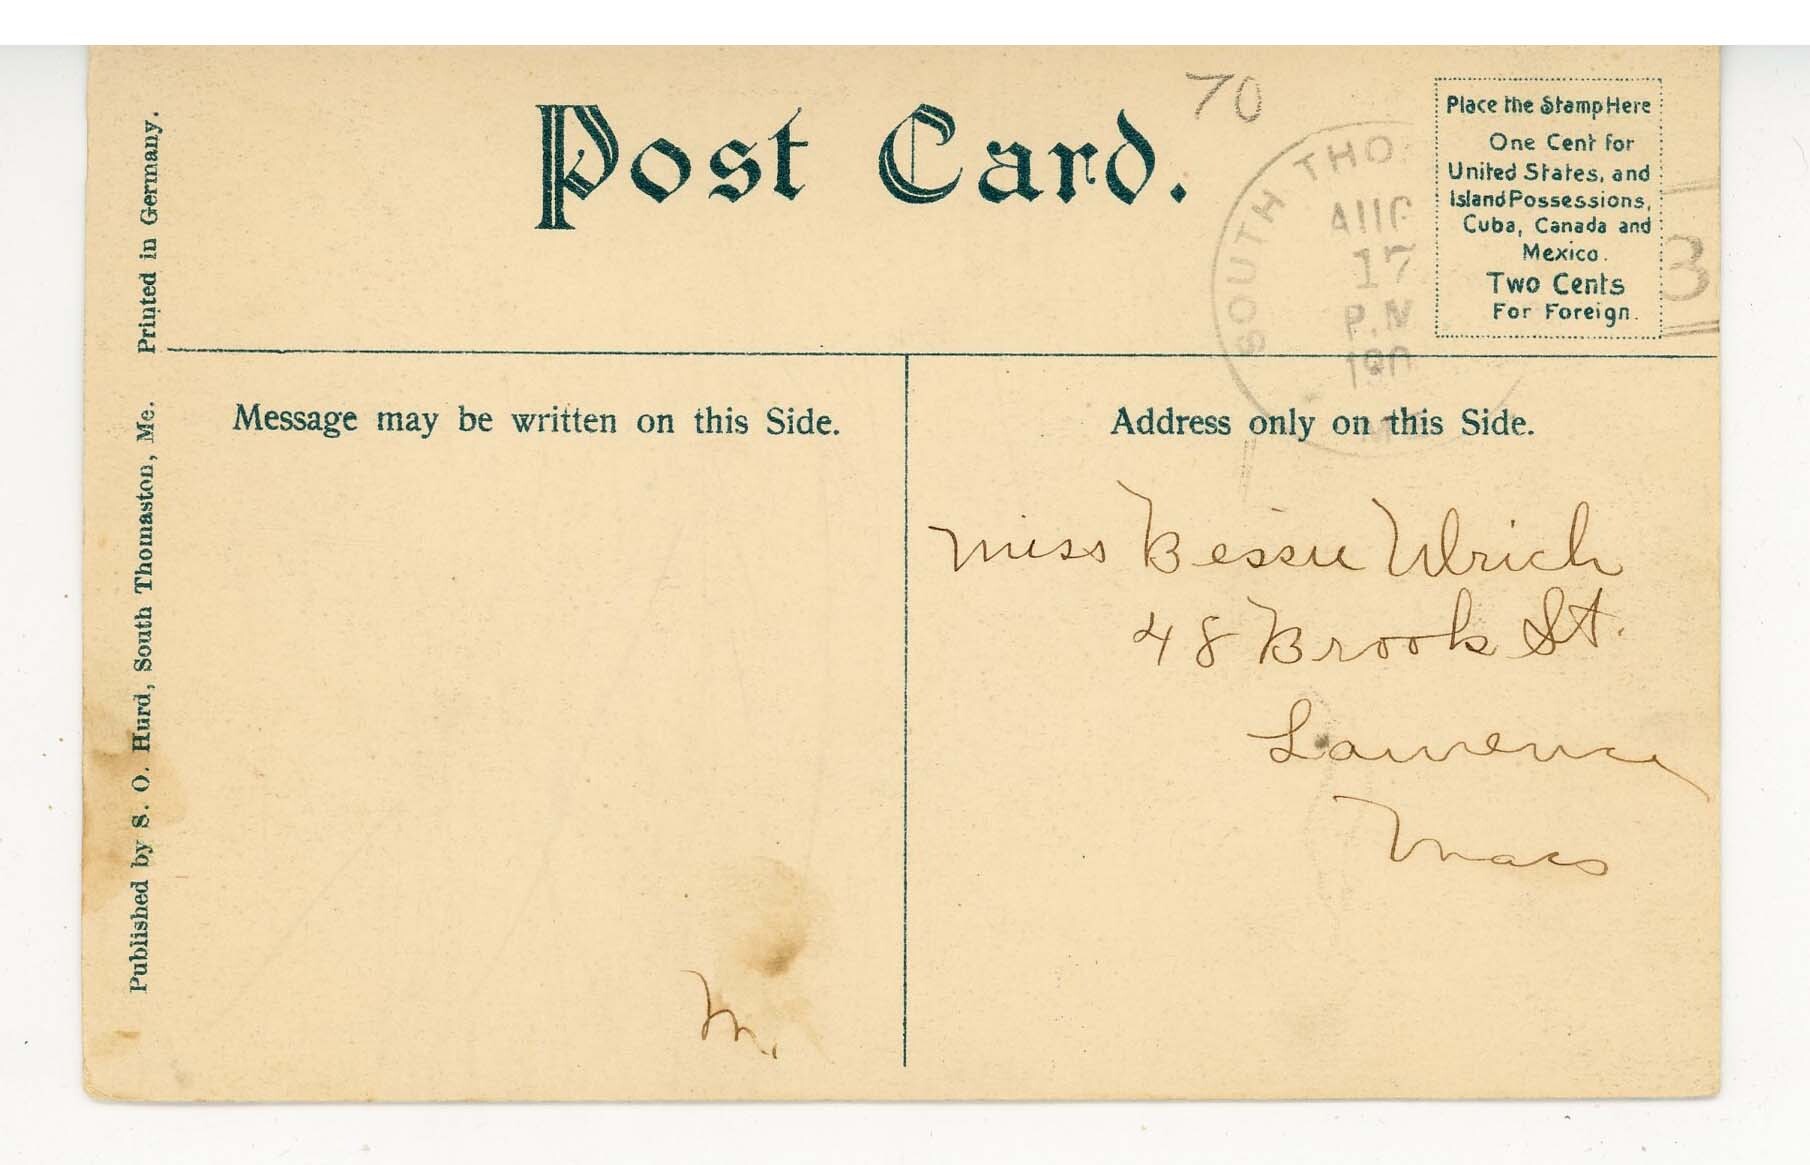 Post Card.
70
Place the Stamp Here
One Cent for
United States, and
Island Possessions,
Cuba, Canada and
Mexico.
Two Cents
For Foreign.
SOUTH THO
AUG
17
P.M
190
3
Printed in Germany.
Published by S. O. Hurd, South Thomaston, Me.
Message may be written on this Side.
Address only on this Side.
Miss Bessie Ulrich
48 Brook St.
Lawrence
Mass
M.